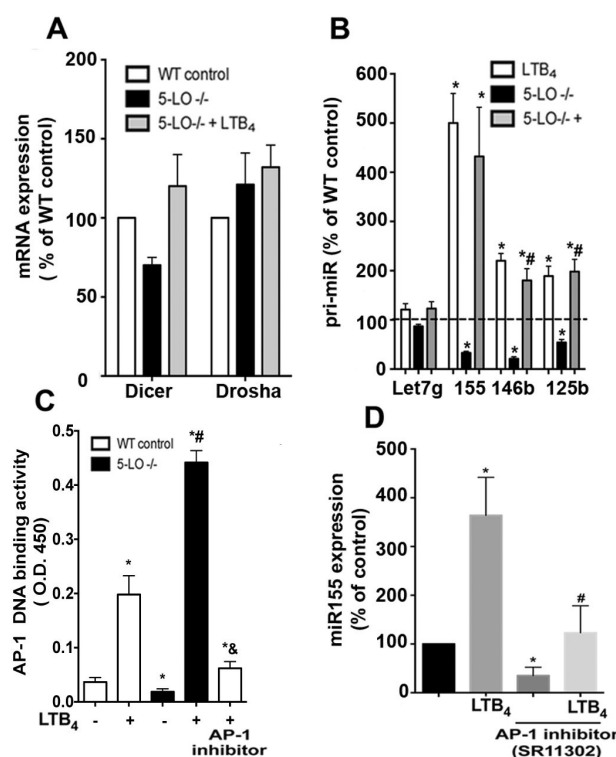 A
WT control
5-LO -/-
5-LO-/- + LTB4
mRNA expression
( % of WT control)
200
150
100
50
0
Dicer Drosha
B
LTB4
5-LO -/-
5-LO-/- +
pri-miR (% of WT control)
600
500
400
300
200
100
0
* * * *# * *#
* * *
Let7g 155 146b 125b
C
WT control
5-LO -/-
AP-1 DNA binding activity
( O.D. 450)
0.5
0.4
0.3
0.2
0.1
0.0
* * *# *&
LTB4 - + - + +
AP-1
inhibitor
D
miR155 expression
(% of control)
500
400
300
200
100
0
* * #
LTB4 LTB4
AP-1 inhibitor
(SR11302)